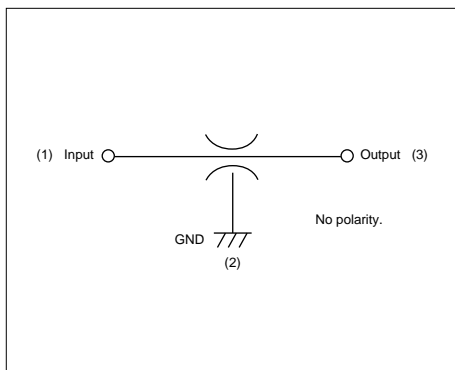 (1) Input Output (3)
No polarity.
GND
(2)